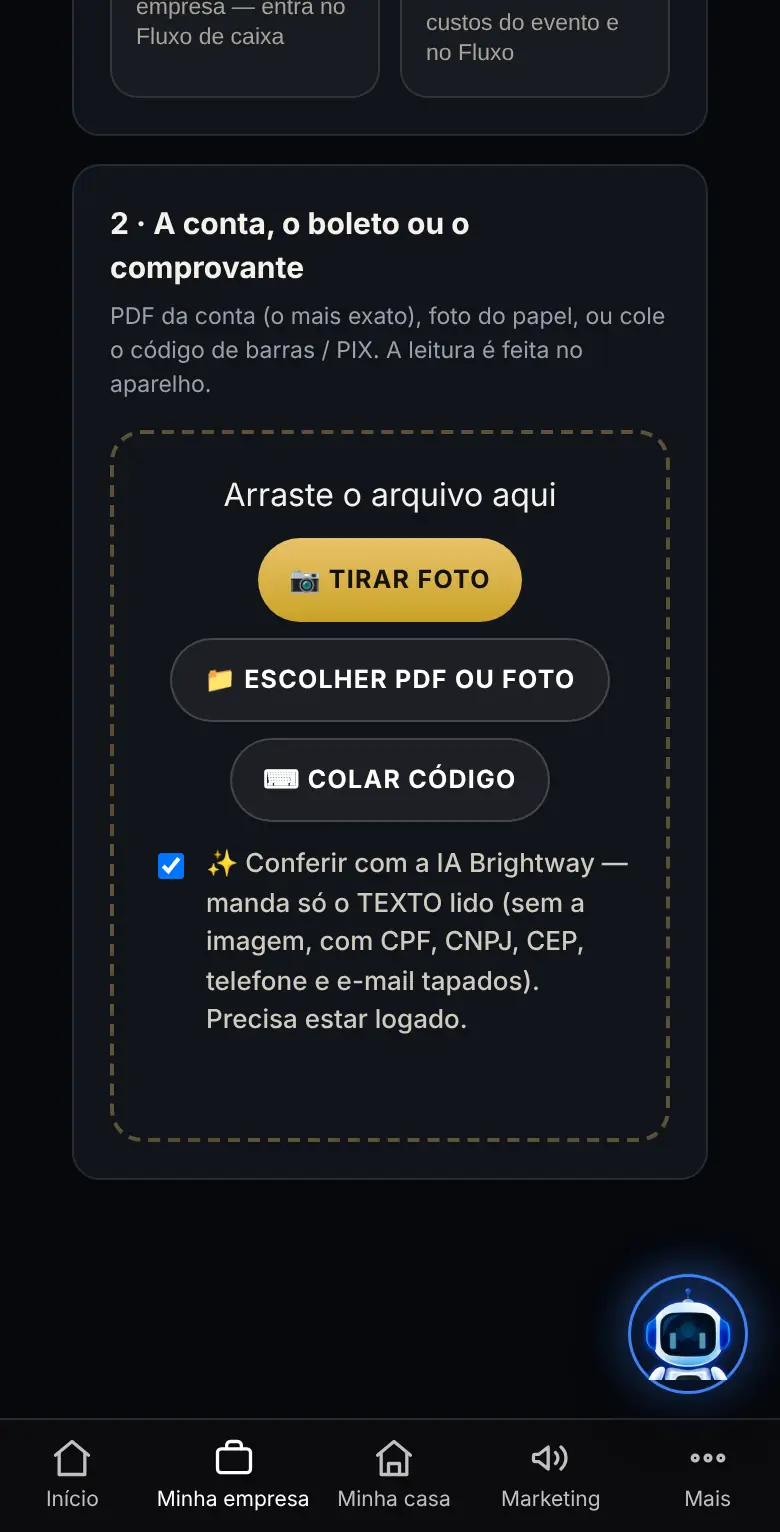 empresa — entra no
Fluxo de caixa
custos do evento e
no Fluxo
2 · A conta, o boleto ou o
comprovante
PDF da conta (o mais exato), foto do papel, ou cole
o código de barras / PIX. A leitura é feita no
aparelho.
Arraste o arquivo aqui
📷 TIRAR FOTO
📁 ESCOLHER PDF OU FOTO
⌨ COLAR CÓDIGO
✨ Conferir com a IA Brightway —
manda só o TEXTO lido (sem a
imagem, com CPF, CNPJ, CEP,
telefone e e-mail tapados).
Precisa estar logado.
Início
Minha empresa
Minha casa
Marketing
Mais